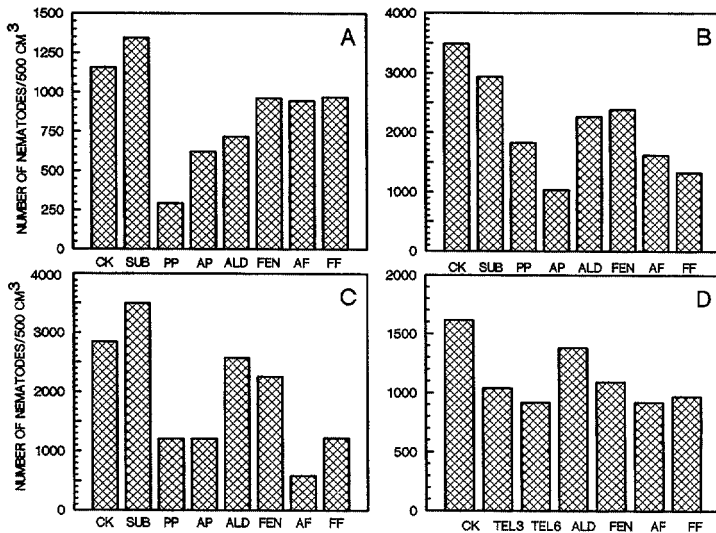 A
NUMBER OF NEMATODES/500 CM³
1500
1250
1000
750
500
250
0
CK SUB PP AP ALD FEN AF FF
B
4000
3000
2000
1000
0
CK SUB PP AP ALD FEN AF FF
C
NUMBER OF NEMATODES/500 CM³
4000
3000
2000
1000
0
CK SUB PP AP ALD FEN AF FF
D
2000
1500
1000
500
0
CK TEL3 TEL6 ALD FEN AF FF